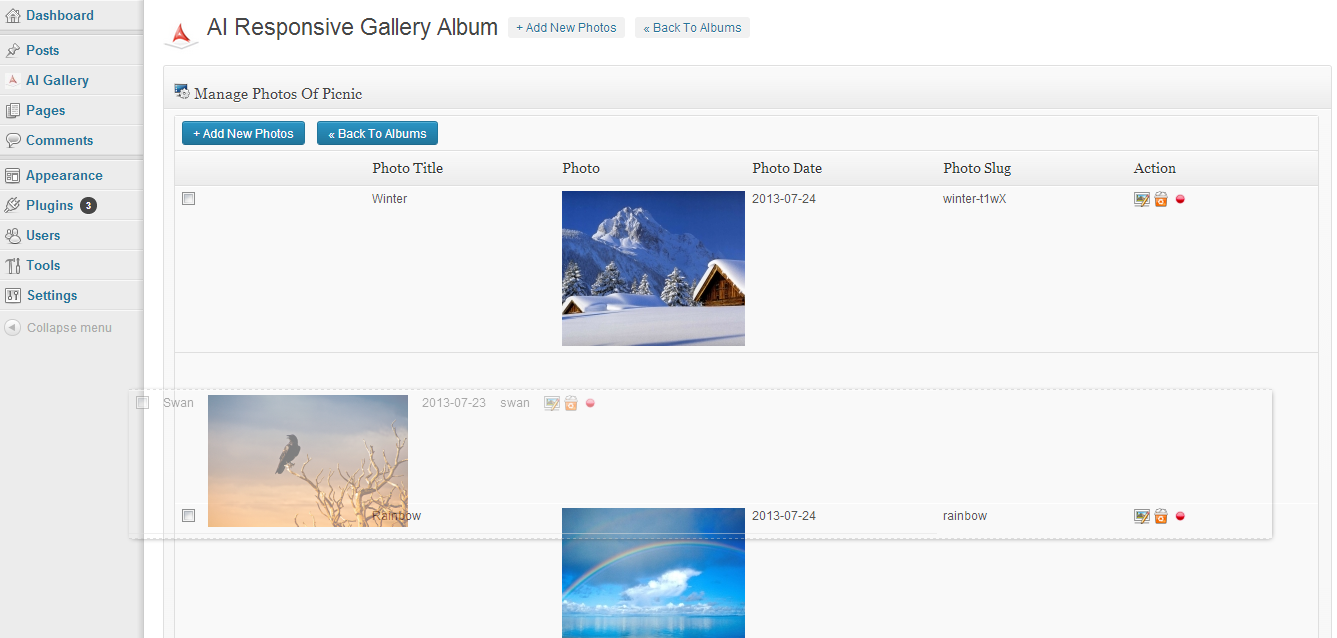 Dashboard
Posts
AI Gallery
Pages
Comments
Appearance
Plugins 3
Users
Tools
Settings
Collapse menu
AI Responsive Gallery Album + Add New Photos « Back To Albums
Manage Photos Of Picnic
+ Add New Photos « Back To Albums
Photo Title Photo Photo Date Photo Slug Action
Winter 2013-07-24 winter-t1wX
Swan 2013-07-23 swan
Rainbow 2013-07-24 rainbow